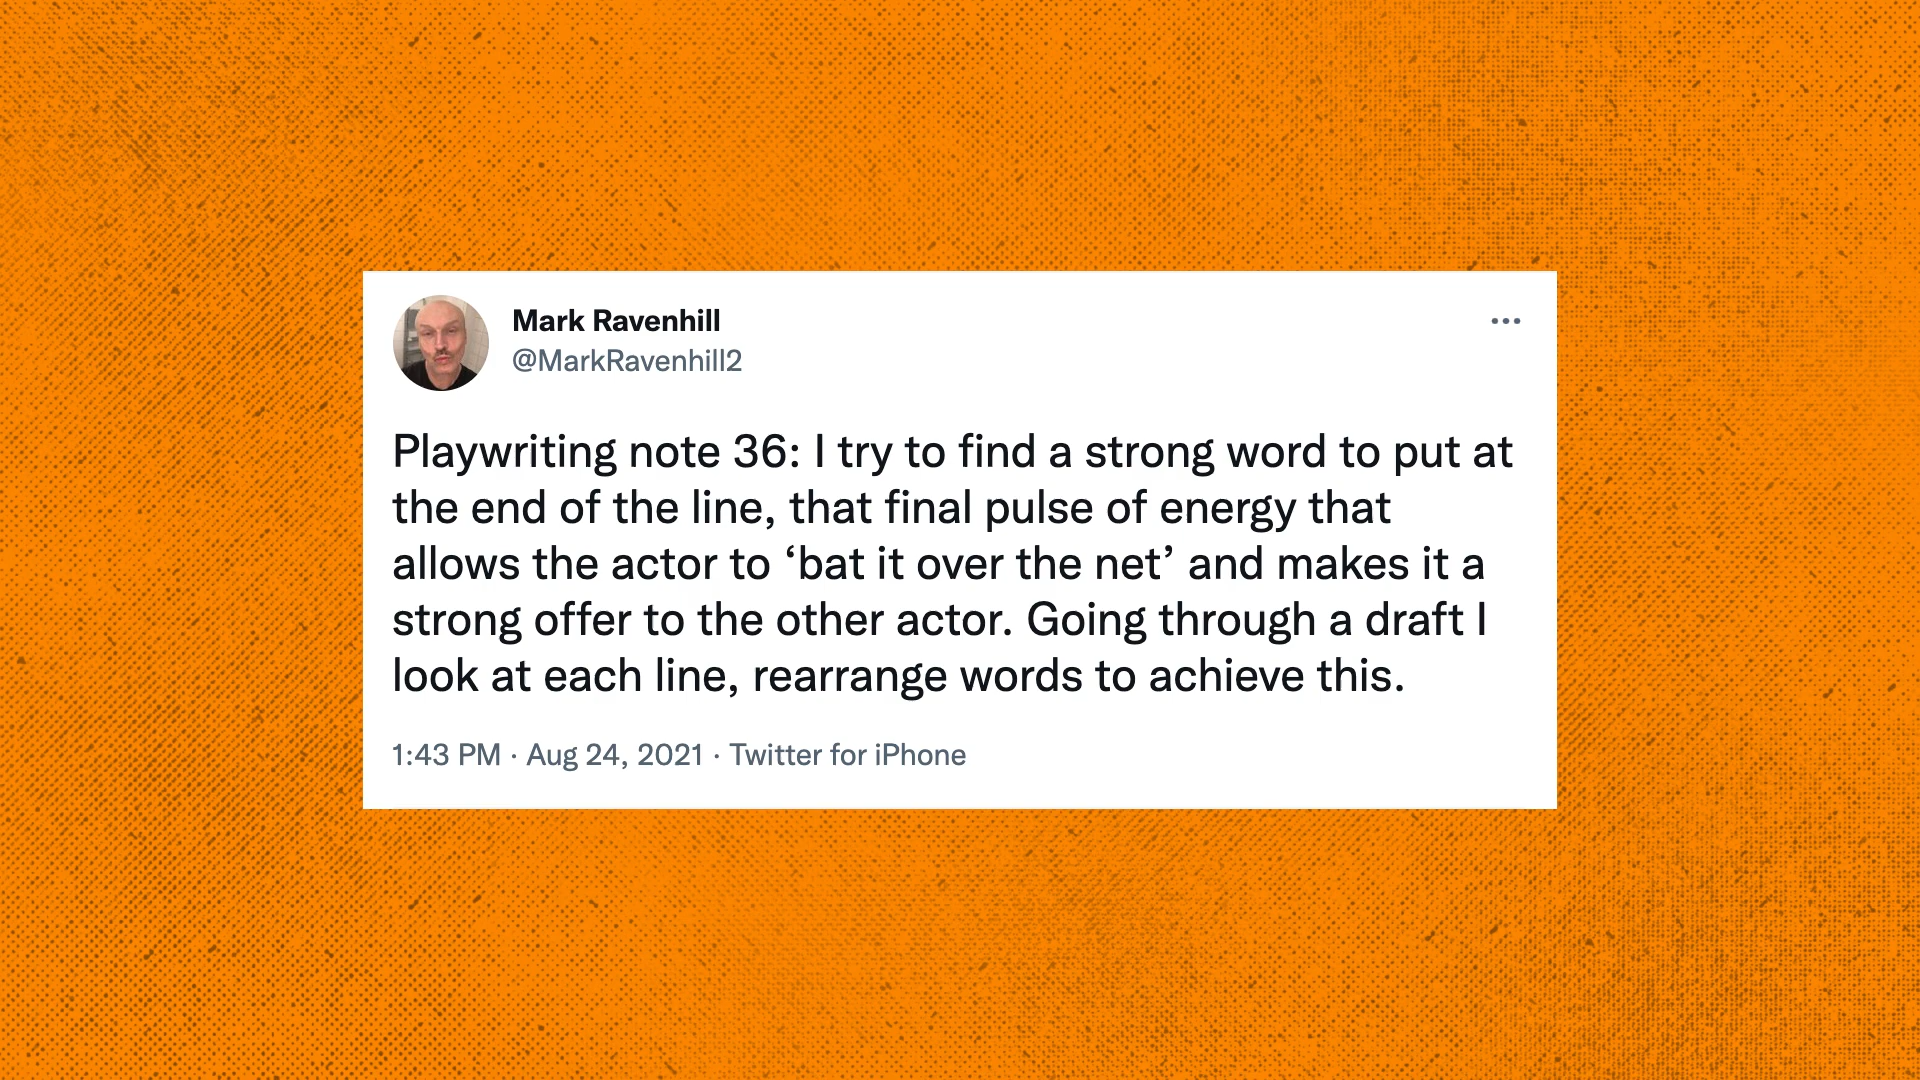 Mark Ravenhill
@MarkRavenhill2
Playwriting note 36: I try to find a strong word to put at
the end of the line, that final pulse of energy that
allows the actor to ‘bat it over the net’ and makes it a
strong offer to the other actor. Going through a draft I
look at each line, rearrange words to achieve this.
1:43 PM · Aug 24, 2021 · Twitter for iPhone